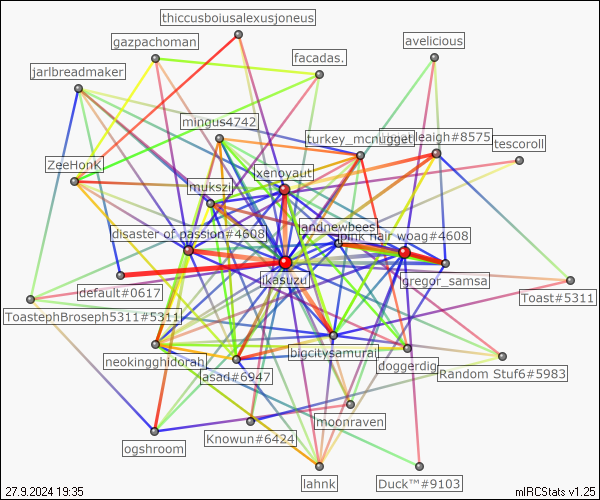 thiccusboiusalexusjoneus
gazpachoman
avelicious
facadas.
jarlbreadmaker
mingus4742
turkey_mcnugget
leigh#8575
tescoroll
ZeeHonK
xenoyaut
mukszi
landnewbees
disaster of passion#4608
pink hair woag#4608
ikasuzu
gregor_samsa
default#0617
Toast#5311
ToastephBroseph5311#5311
bigcitysamurai
neokingghidorah
doggerdig
asad#6947
Random Stuf6#5983
moonraven
ogshroom
Knowun#6424
lahnk
Duck™#9103
27.9.2024 19:35
mIRCStats v1.25